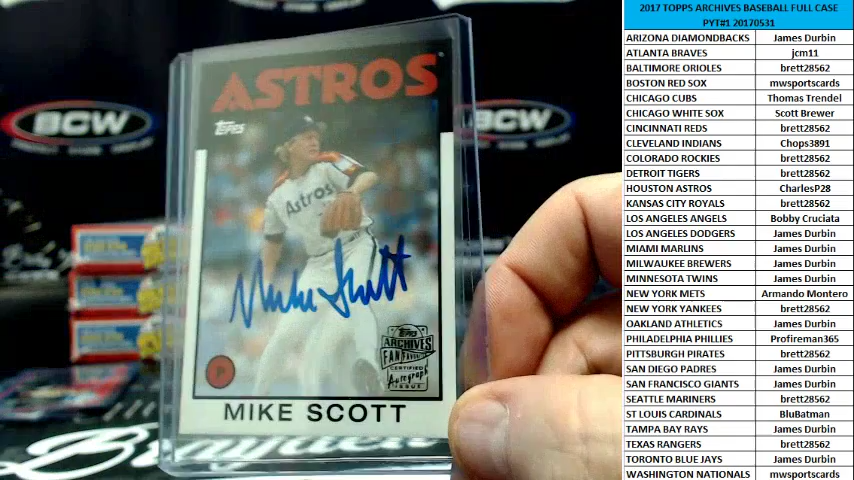 ASTROS
Topps
Astros
Mike Scott
P
Topps
ARCHIVES
FAN FAVORITES
CERTIFIED
Autograph
ISSUE
MIKE SCOTT
BCW
BCW
2017 TOPPS ARCHIVES BASEBALL FULL CASE
PYT#1 20170531
ARIZONA DIAMONDBACKS James Durbin
ATLANTA BRAVES jcm11
BALTIMORE ORIOLES brett28562
BOSTON RED SOX mwsportscards
CHICAGO CUBS Thomas Trendel
CHICAGO WHITE SOX Scott Brewer
CINCINNATI REDS brett28562
CLEVELAND INDIANS Chops3891
COLORADO ROCKIES brett28562
DETROIT TIGERS brett28562
HOUSTON ASTROS CharlesP28
KANSAS CITY ROYALS brett28562
LOS ANGELES ANGELS Bobby Cruciata
LOS ANGELES DODGERS James Durbin
MIAMI MARLINS James Durbin
MILWAUKEE BREWERS James Durbin
MINNESOTA TWINS James Durbin
NEW YORK METS Armando Montero
NEW YORK YANKEES brett28562
OAKLAND ATHLETICS James Durbin
PHILADELPHIA PHILLIES Profireman365
PITTSBURGH PIRATES brett28562
SAN DIEGO PADRES James Durbin
SAN FRANCISCO GIANTS James Durbin
SEATTLE MARINERS brett28562
ST LOUIS CARDINALS BluBatman
TAMPA BAY RAYS James Durbin
TEXAS RANGERS brett28562
TORONTO BLUE JAYS James Durbin
WASHINGTON NATIONALS mwsportscards